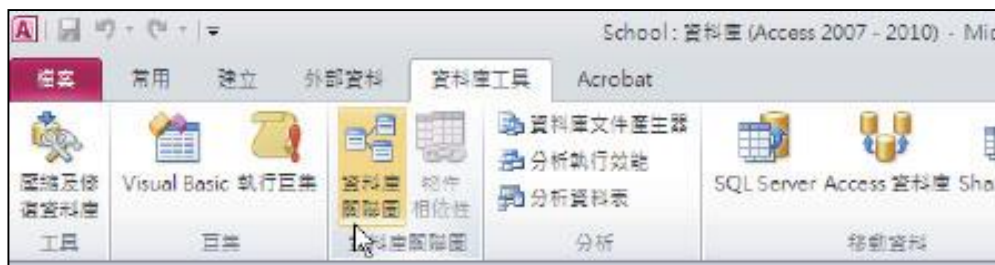 School : 資料庫 (Access 2007 - 2010) - Mic
檔案 常用 建立 外部資料 資料庫工具 Acrobat
壓縮及修復資料庫
Visual Basic 執行巨集
資料庫關聯圖
物件相依性
資料庫文件產生器
分析執行效能
分析資料表
SQL Server Access 資料庫 Sha
工具 巨集 資料庫關聯圖 分析 移動資料